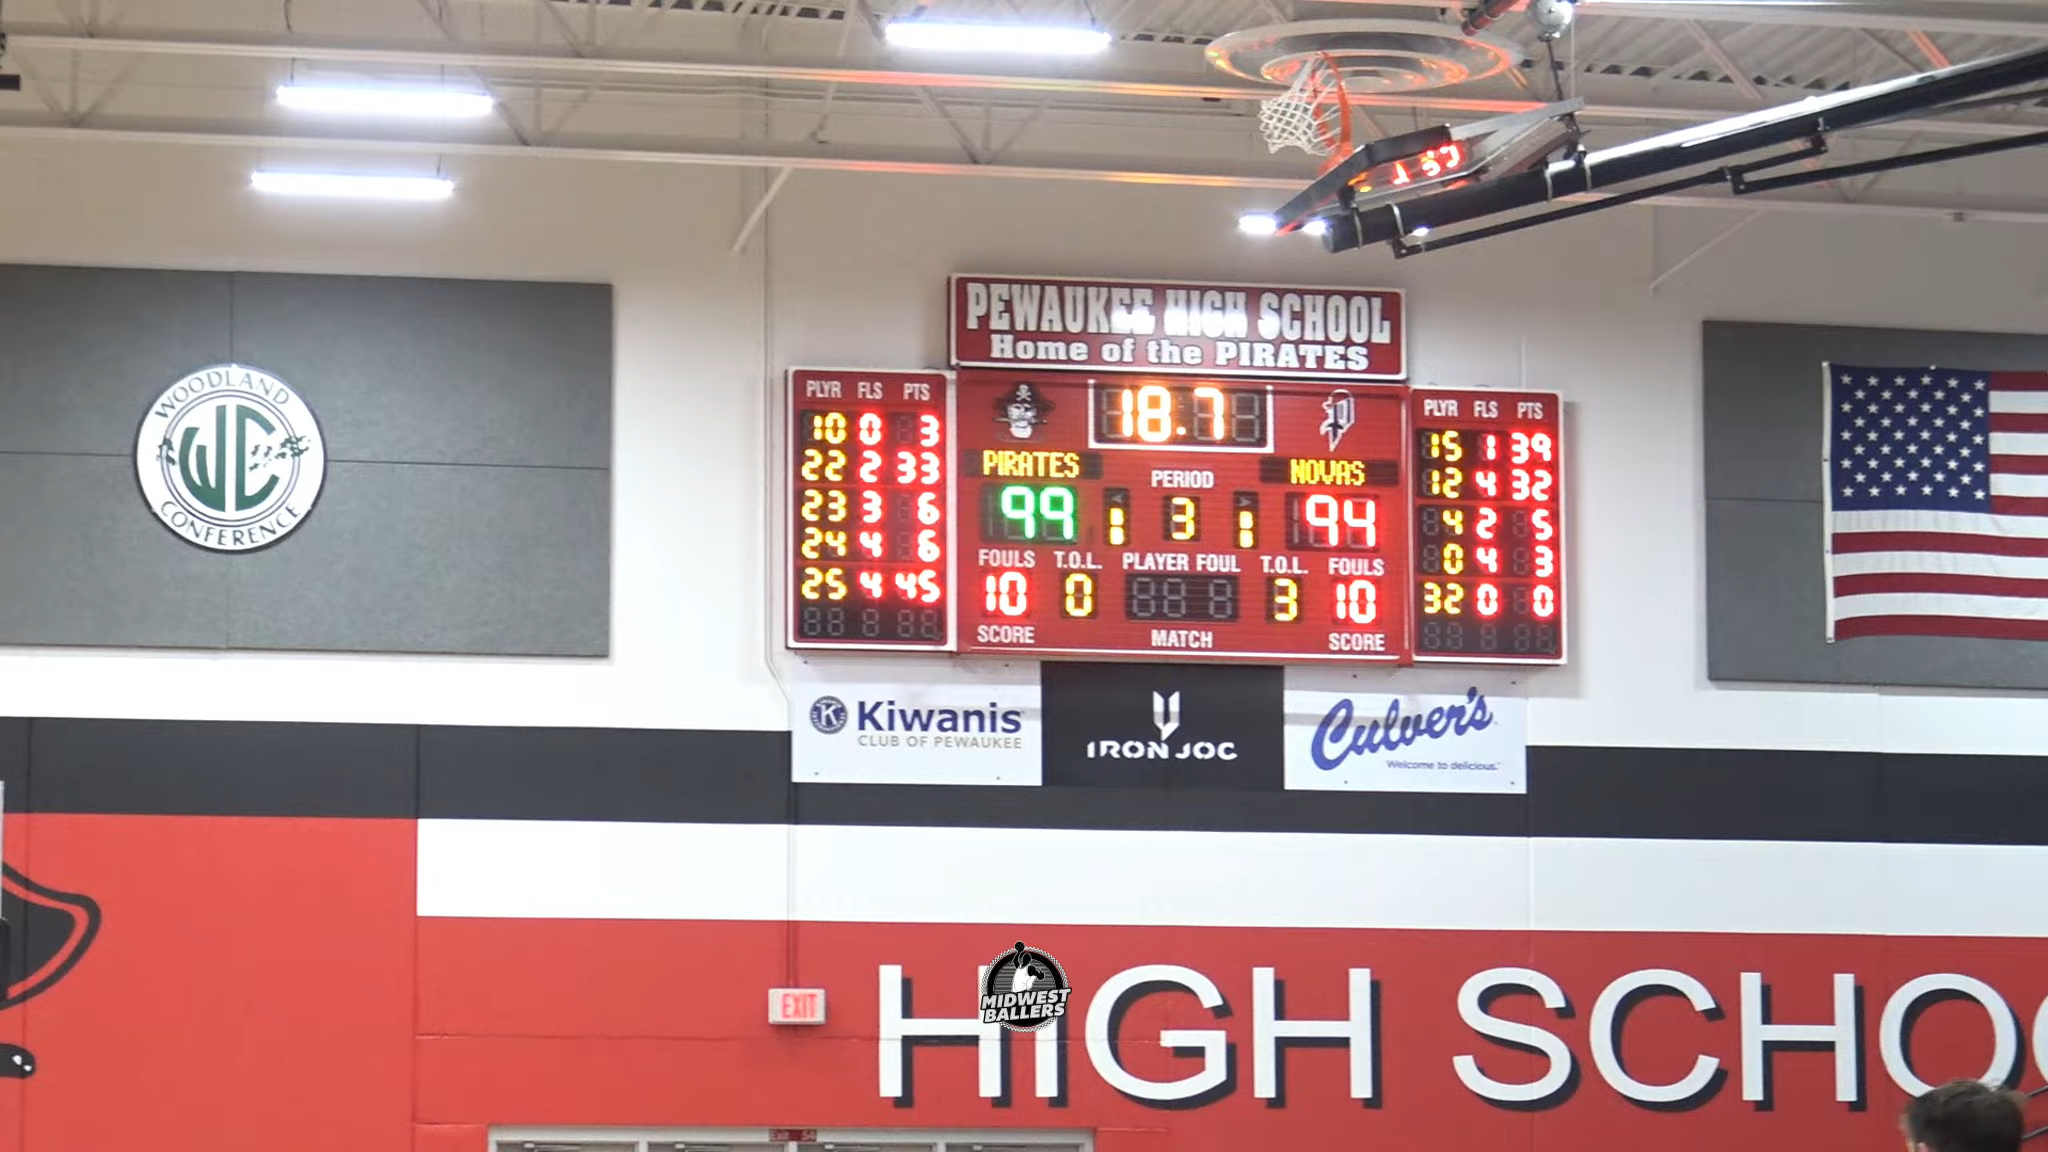 PEWAUKEE HIGH SCHOOL
Home of the PIRATES
WOODLAND
WC
CONFERENCE
PLYR FLS PTS
10 0 3
22 2 33
23 3 6
24 4 6
25 4 45
18.7
PIRATES
NOVAS
PERIOD
99 1 3 1 94
FOULS T.O.L. PLAYER FOUL T.O.L. FOULS
10 0 3 10
SCORE MATCH SCORE
PLYR FLS PTS
15 1 39
12 4 32
4 2 5
0 4 3
32 0 0
K Kiwanis
CLUB OF PEWAUKEE
IRON JOC
Culver's
Welcome to delicious.
EXIT
HIGH SCHO
MIDWEST
BALLERS